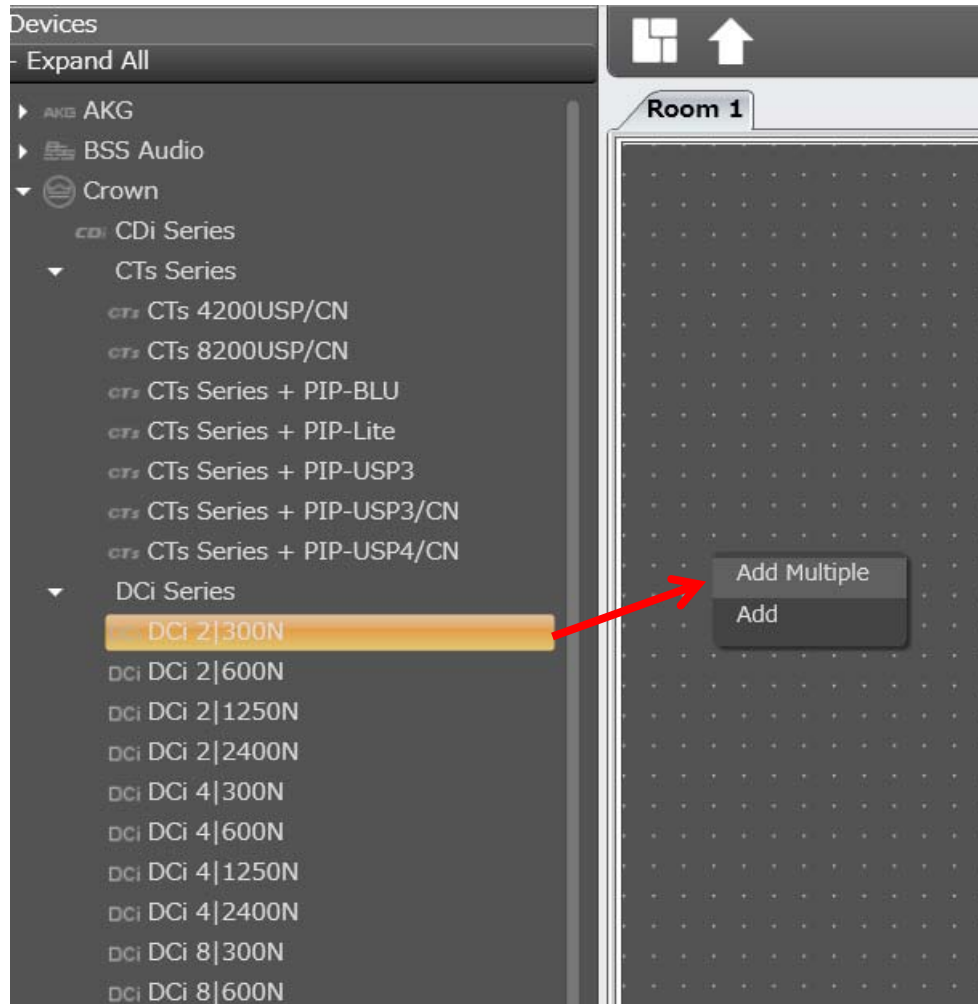 Devices
- Expand All
AKG AKG
BSS Audio
Crown
CDi CDi Series
CTs Series
CTs CTs 4200USP/CN
CTs CTs 8200USP/CN
CTs CTs Series + PIP-BLU
CTs CTs Series + PIP-Lite
CTs CTs Series + PIP-USP3
CTs CTs Series + PIP-USP3/CN
CTs CTs Series + PIP-USP4/CN
DCi Series
DCi 2|300N
DCi DCi 2|600N
DCi DCi 2|1250N
DCi DCi 2|2400N
DCi DCi 4|300N
DCi DCi 4|600N
DCi DCi 4|1250N
DCi DCi 4|2400N
DCi DCi 8|300N
DCi DCi 8|600N
Room 1
Add Multiple
Add